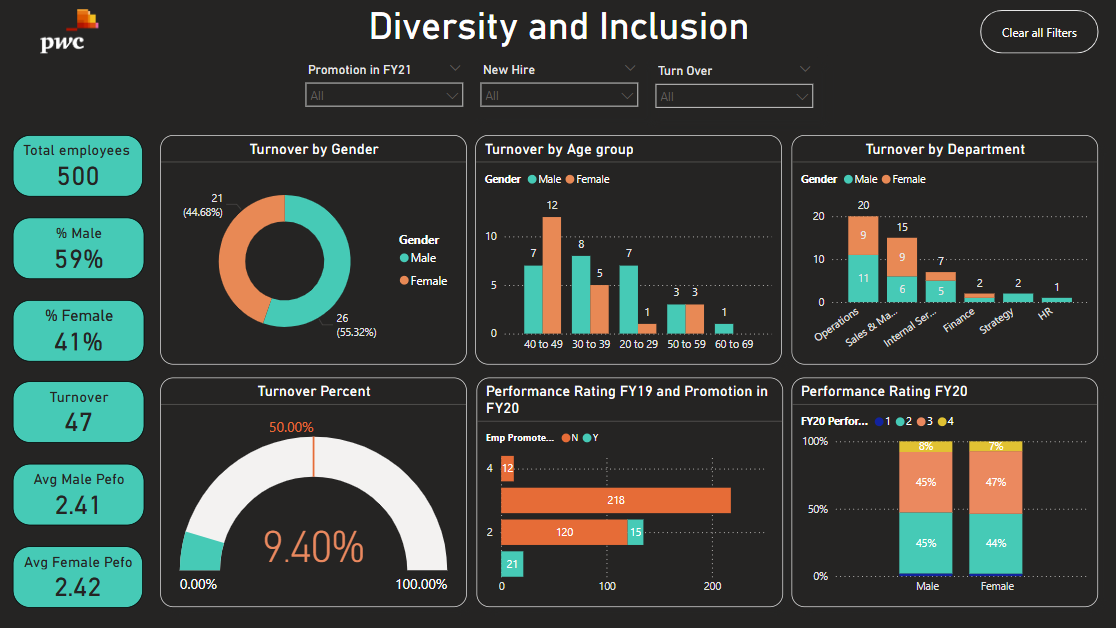 pwc
Diversity and Inclusion
Clear all Filters
Promotion in FY21
New Hire
Turn Over
All
All
All
Total employees
500
% Male
59%
% Female
41%
Turnover
47
Avg Male Pefo
2.41
Avg Female Pefo
2.42
Turnover by Gender
21
(44.68%)
26
(55.32%)
Gender
Male
Female
Turnover by Age group
Gender Male Female
10
5
0
7
12
8
5
7
1
3
3
1
40 to 49
30 to 39
20 to 29
50 to 59
60 to 69
Turnover by Department
Gender Male Female
20
10
0
20
9
11
15
9
6
7
5
2
2
1
Operations
Sales & Ma...
Internal Ser...
Finance
Strategy
HR
Turnover Percent
50.00%
9.40%
0.00%
100.00%
Performance Rating FY19 and Promotion in
FY20
Emp Promote... N Y
4
12
218
2
120
15
21
0
100
200
Performance Rating FY20
FY20 Perfor... 1 2 3 4
100%
50%
0%
8%
45%
45%
7%
47%
44%
Male
Female